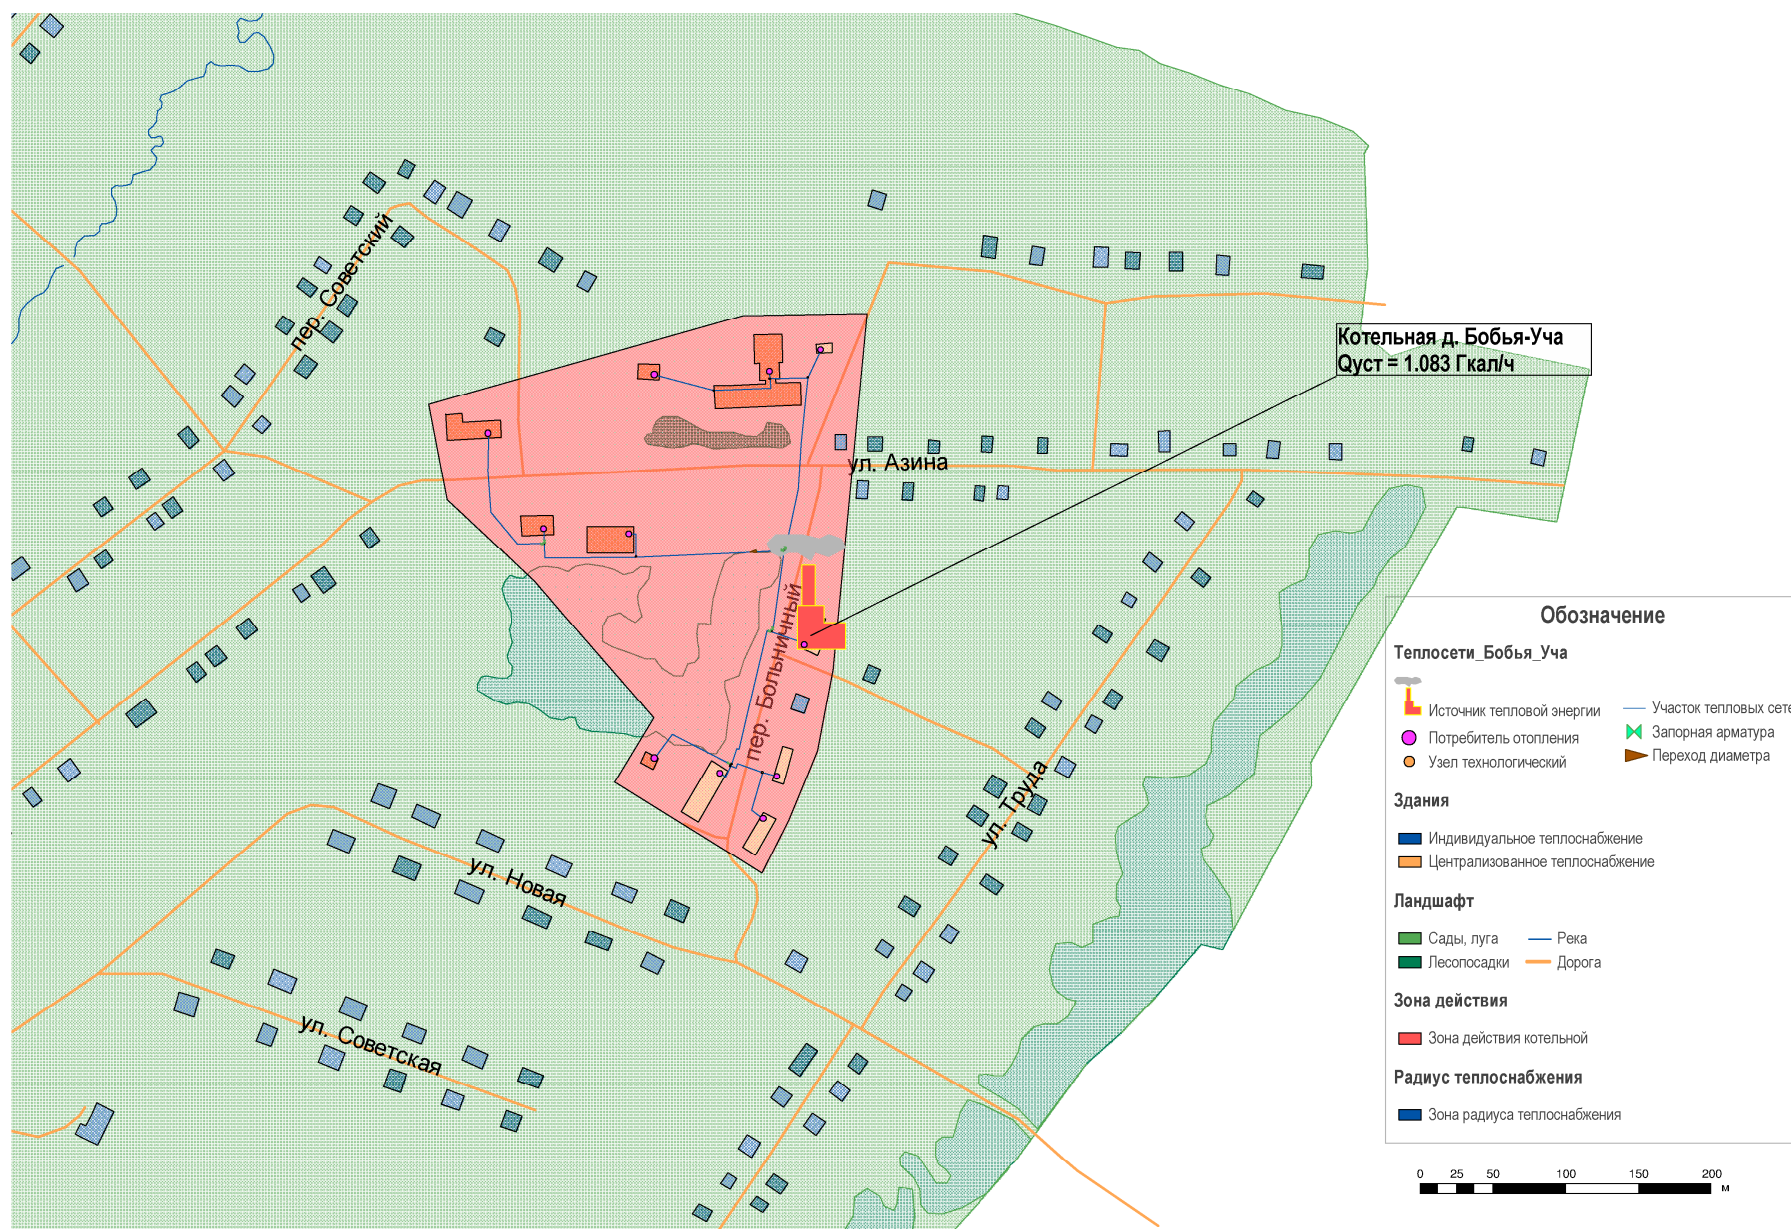 пер. Советский
Котельная д. Бобья-Уча
Qуст = 1.083 Гкал/ч
ул. Азина
пер. Больничный
ул. Труда
ул. Новая
ул. Советская
Обозначение
Теплосети_Бобья_Уча
Источник тепловой энергии
Участок тепловых сете
Потребитель отопления
Запорная арматура
Узел технологический
Переход диаметра
Здания
Индивидуальное теплоснабжение
Централизованное теплоснабжение
Ландшафт
Сады, луга
Река
Лесопосадки
Дорога
Зона действия
Зона действия котельной
Радиус теплоснабжения
Зона радиуса теплоснабжения
0 25 50 100 150 200
м